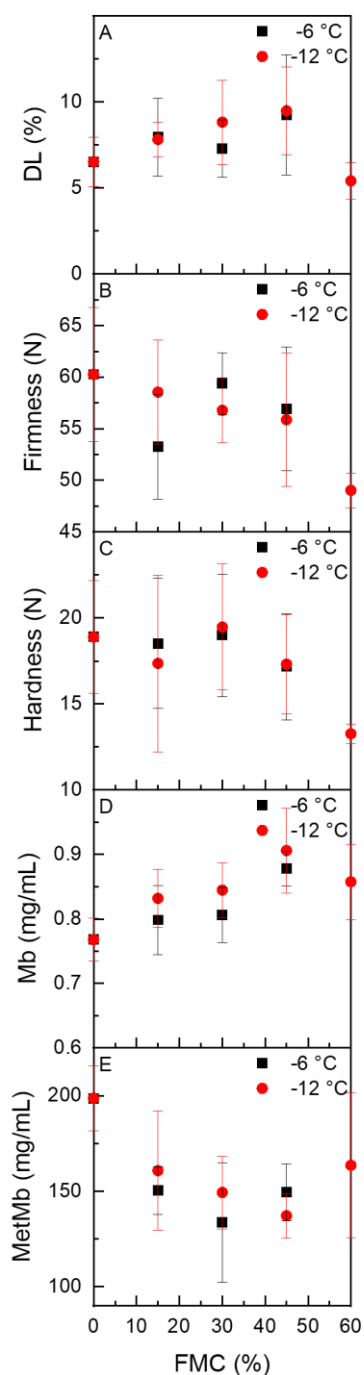 A
-6 °C
-12 °C
10
5
0
DL (%)
B
-6 °C
-12 °C
65
60
55
50
45
Firmness (N)
C
-6 °C
-12 °C
20
15
10
Hardness (N)
D
-6 °C
-12 °C
0.9
0.8
0.7
0.6
Mb (mg/mL)
E
-6 °C
-12 °C
200
150
100
MetMb (mg/mL)
0 10 20 30 40 50 60
FMC (%)